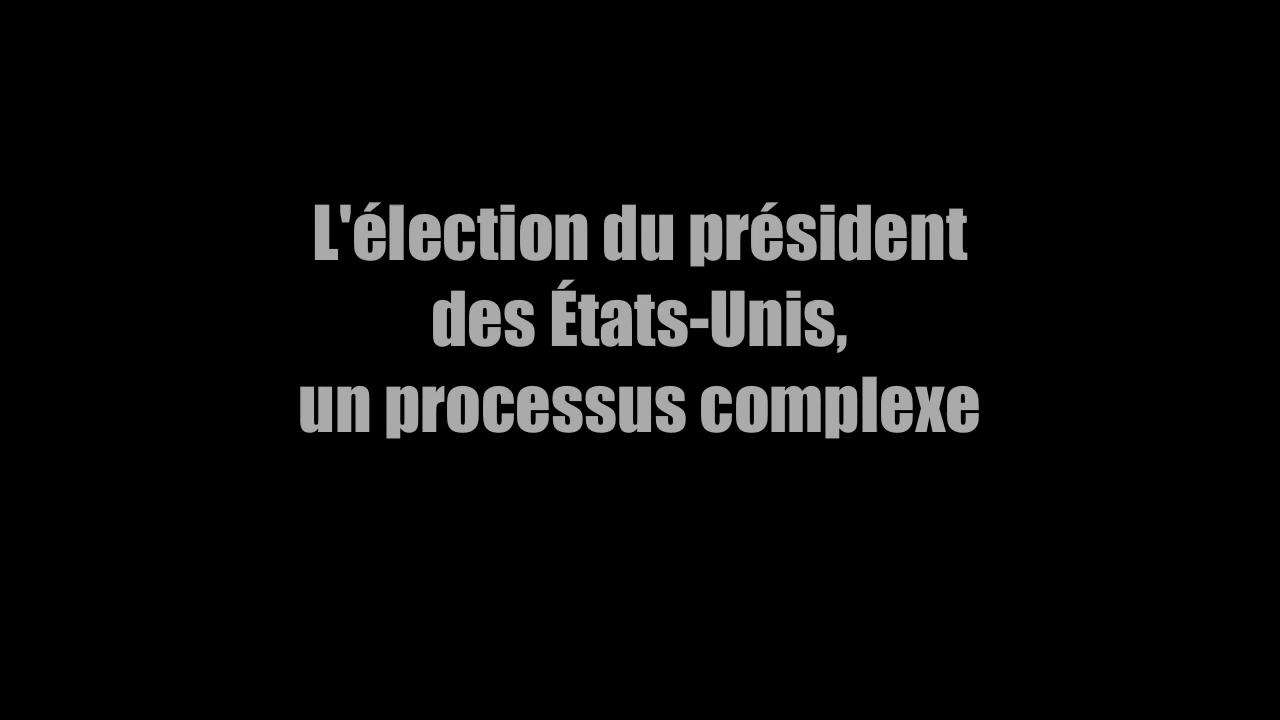 L'élection du président
des États-Unis,
un processus complexe